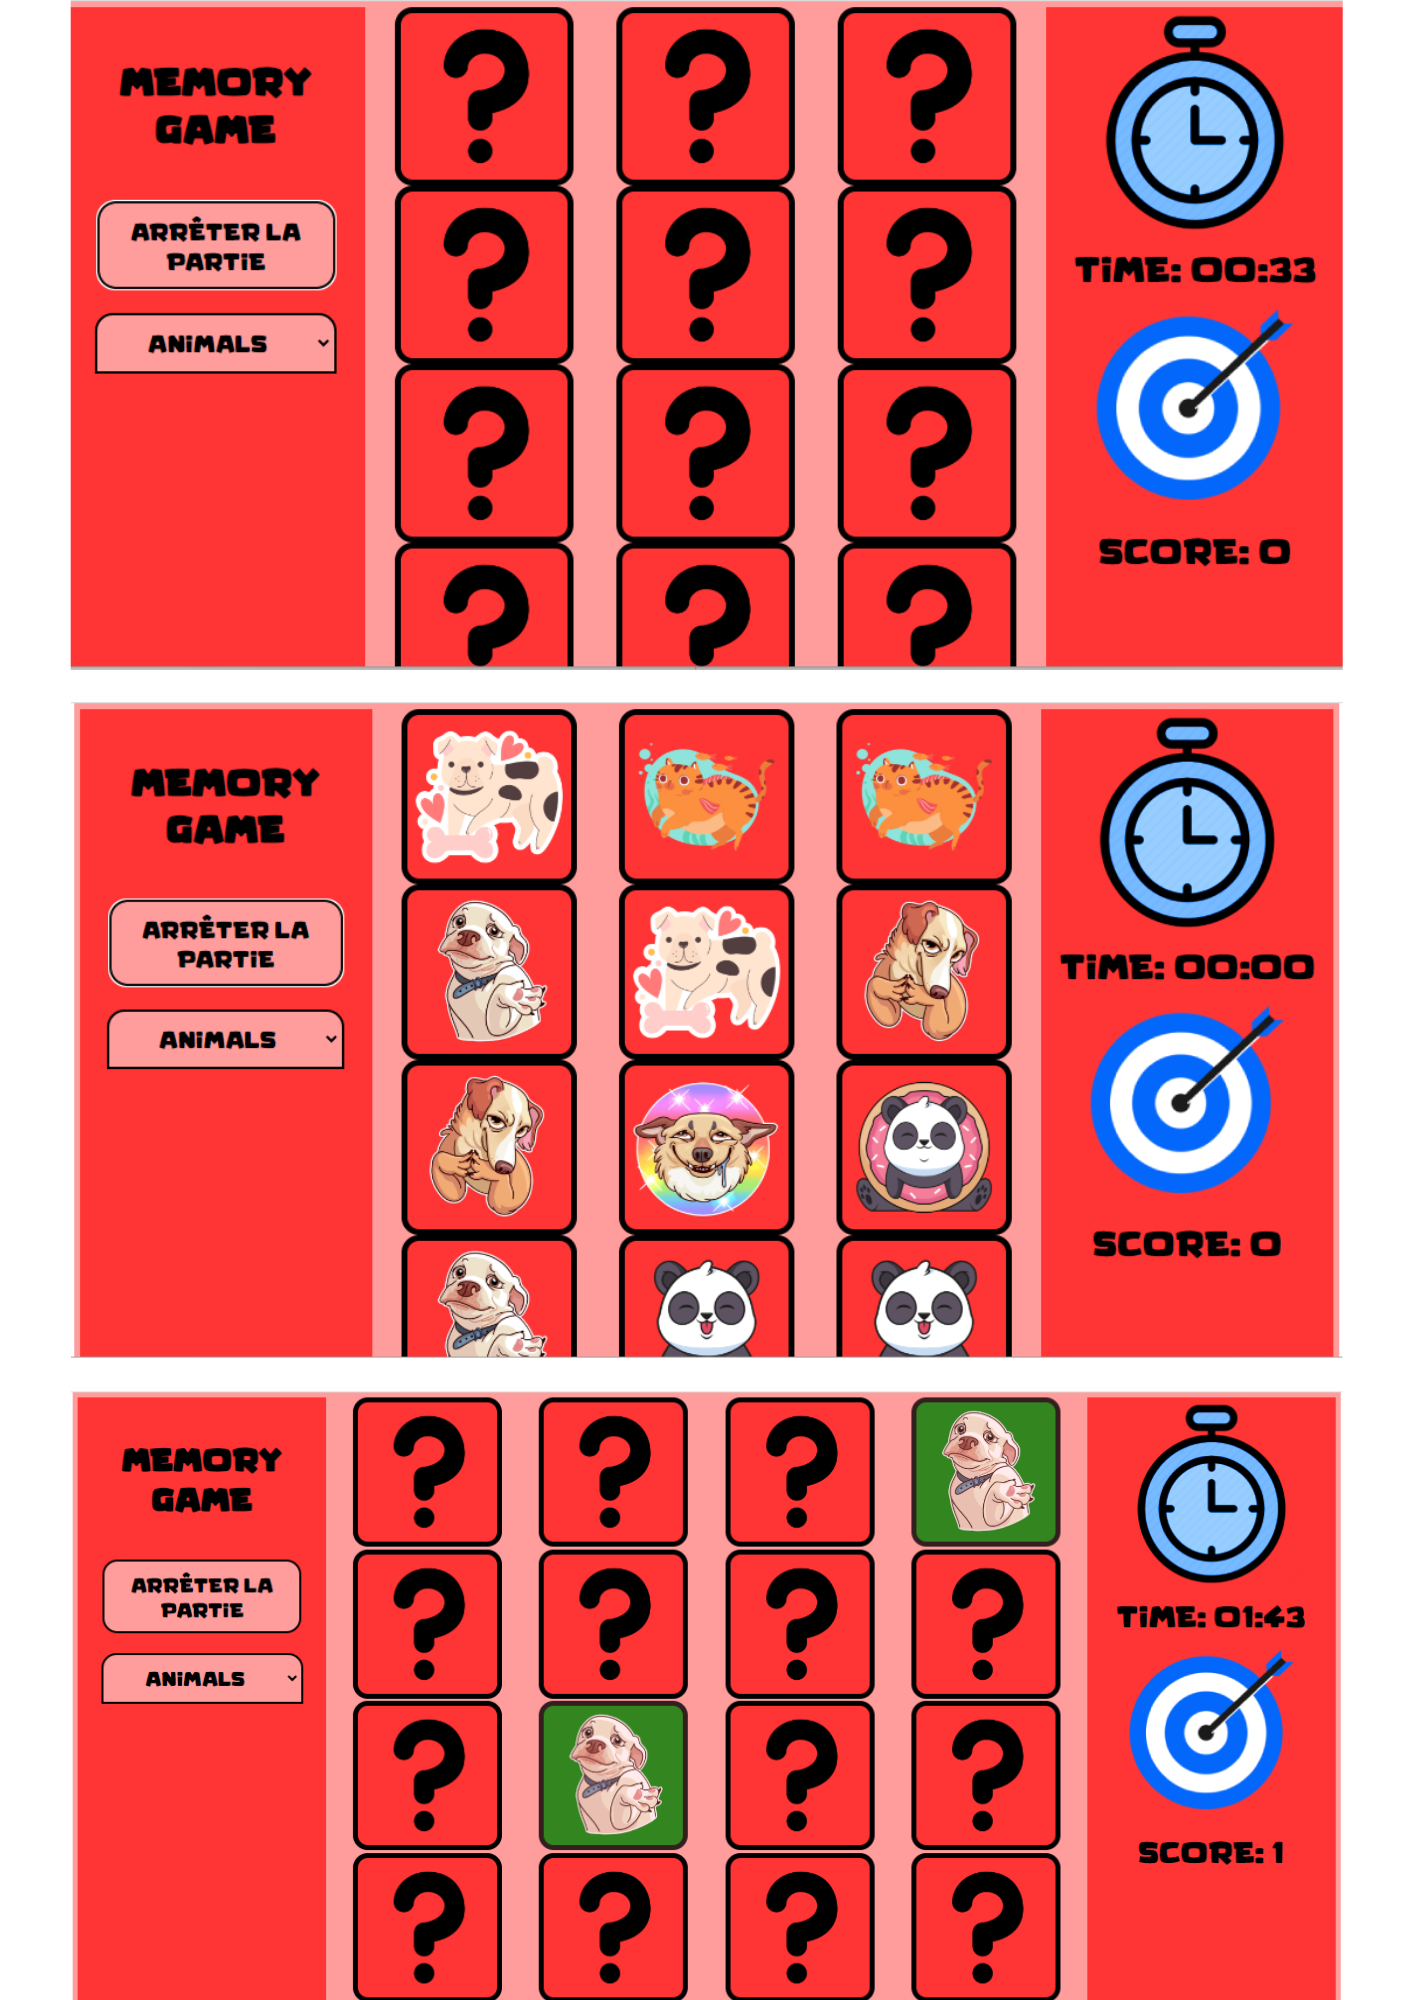 MEMORY
GAME
ARRÊTER LA
PARTIE
ANIMALS
? ? ?
? ? ?
? ? ?
? ? ?
TIME: 00:33
SCORE: 0
MEMORY
GAME
ARRÊTER LA
PARTIE
ANIMALS
TIME: 00:00
SCORE: 0
MEMORY
GAME
ARRÊTER LA
PARTIE
ANIMALS
? ? ?
? ? ? ?
? ? ?
? ? ? ?
TIME: 01:43
SCORE: 1